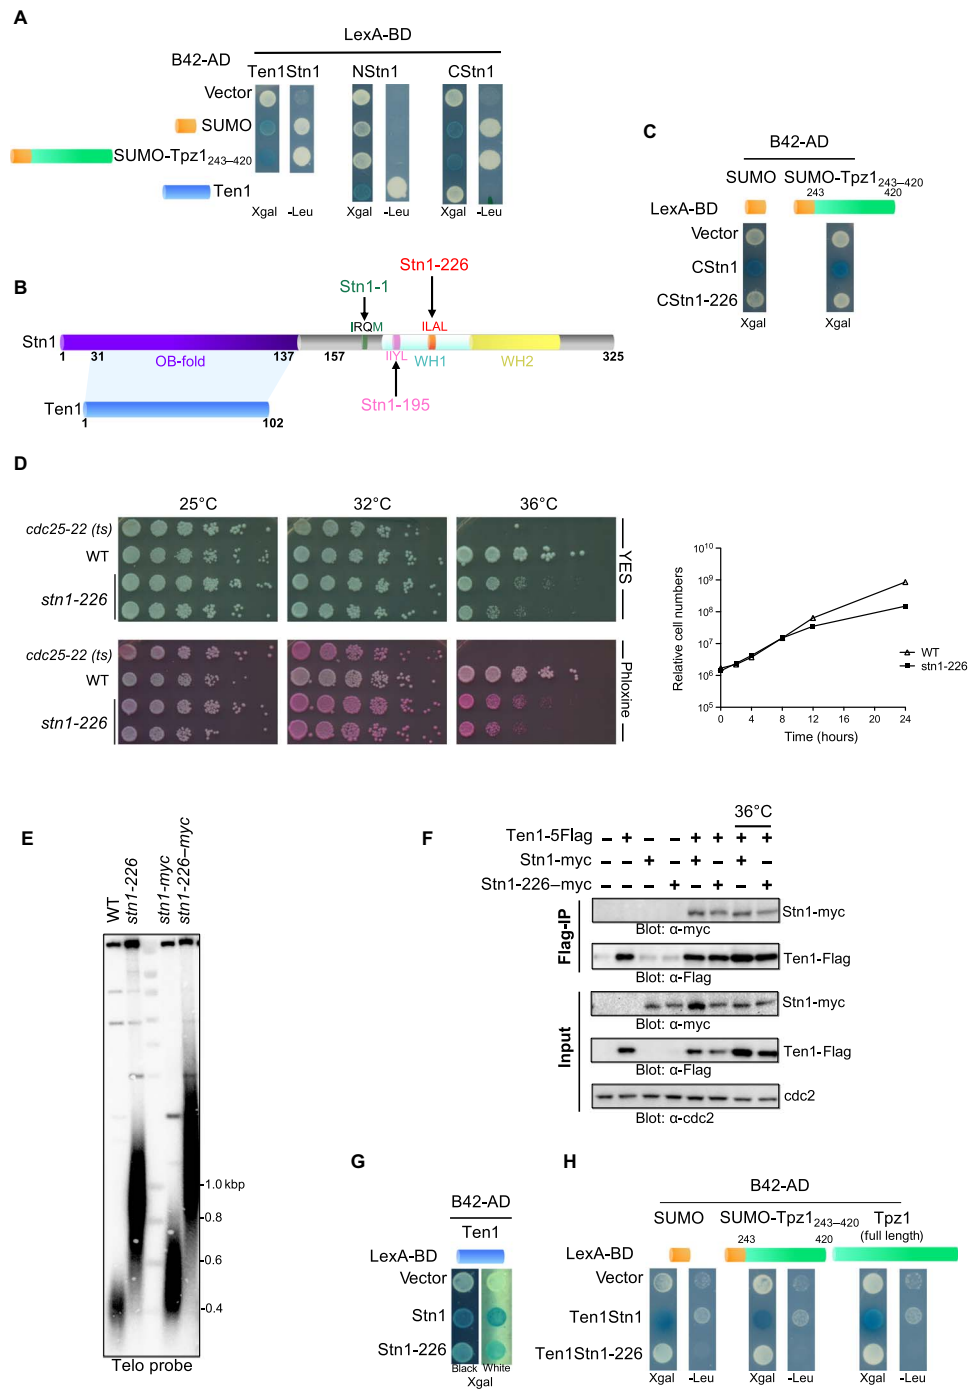 A
LexA-BD
B42-AD
Ten1Stn1 NStn1 CStn1
Vector
SUMO
SUMO-Tpz1243–420
Ten1
Xgal -Leu Xgal -Leu Xgal -Leu
C
B42-AD
SUMO SUMO-Tpz1243–420
243 420
LexA-BD
Vector
CStn1
CStn1-226
Xgal Xgal
B
Stn1-226
Stn1-1
IRQM ILAL
Stn1
1 31 137 157 325
OB-fold IIYL WH1 WH2
Stn1-195
Ten1
1 102
D
25°C 32°C 36°C
cdc25-22 (ts)
WT
stn1-226
YES
cdc25-22 (ts)
WT
stn1-226
Phloxine
Relative cell numbers
10¹⁰
10⁹
10⁸
10⁷
10⁶
10⁵
0 4 8 12 16 20 24
Time (hours)
WT
stn1-226
E
WT
stn1-226
stn1-myc
stn1-226–myc
1.0 kbp
0.8
0.6
0.4
Telo probe
F
36°C
Ten1-5Flag – + – – + + + +
Stn1-myc – – + – + – + –
Stn1-226–myc – – – + – + – +
Flag-IP
Stn1-myc
Blot: α-myc
Ten1-Flag
Blot: α-Flag
Input
Stn1-myc
Blot: α-myc
Ten1-Flag
Blot: α-Flag
cdc2
Blot: α-cdc2
G
B42-AD
Ten1
LexA-BD
Vector
Stn1
Stn1-226
Black White
Xgal
H
B42-AD
SUMO SUMO-Tpz1243–420 Tpz1
(full length)
243 420
LexA-BD
Vector
Ten1Stn1
Ten1Stn1-226
Xgal -Leu Xgal -Leu Xgal -Leu